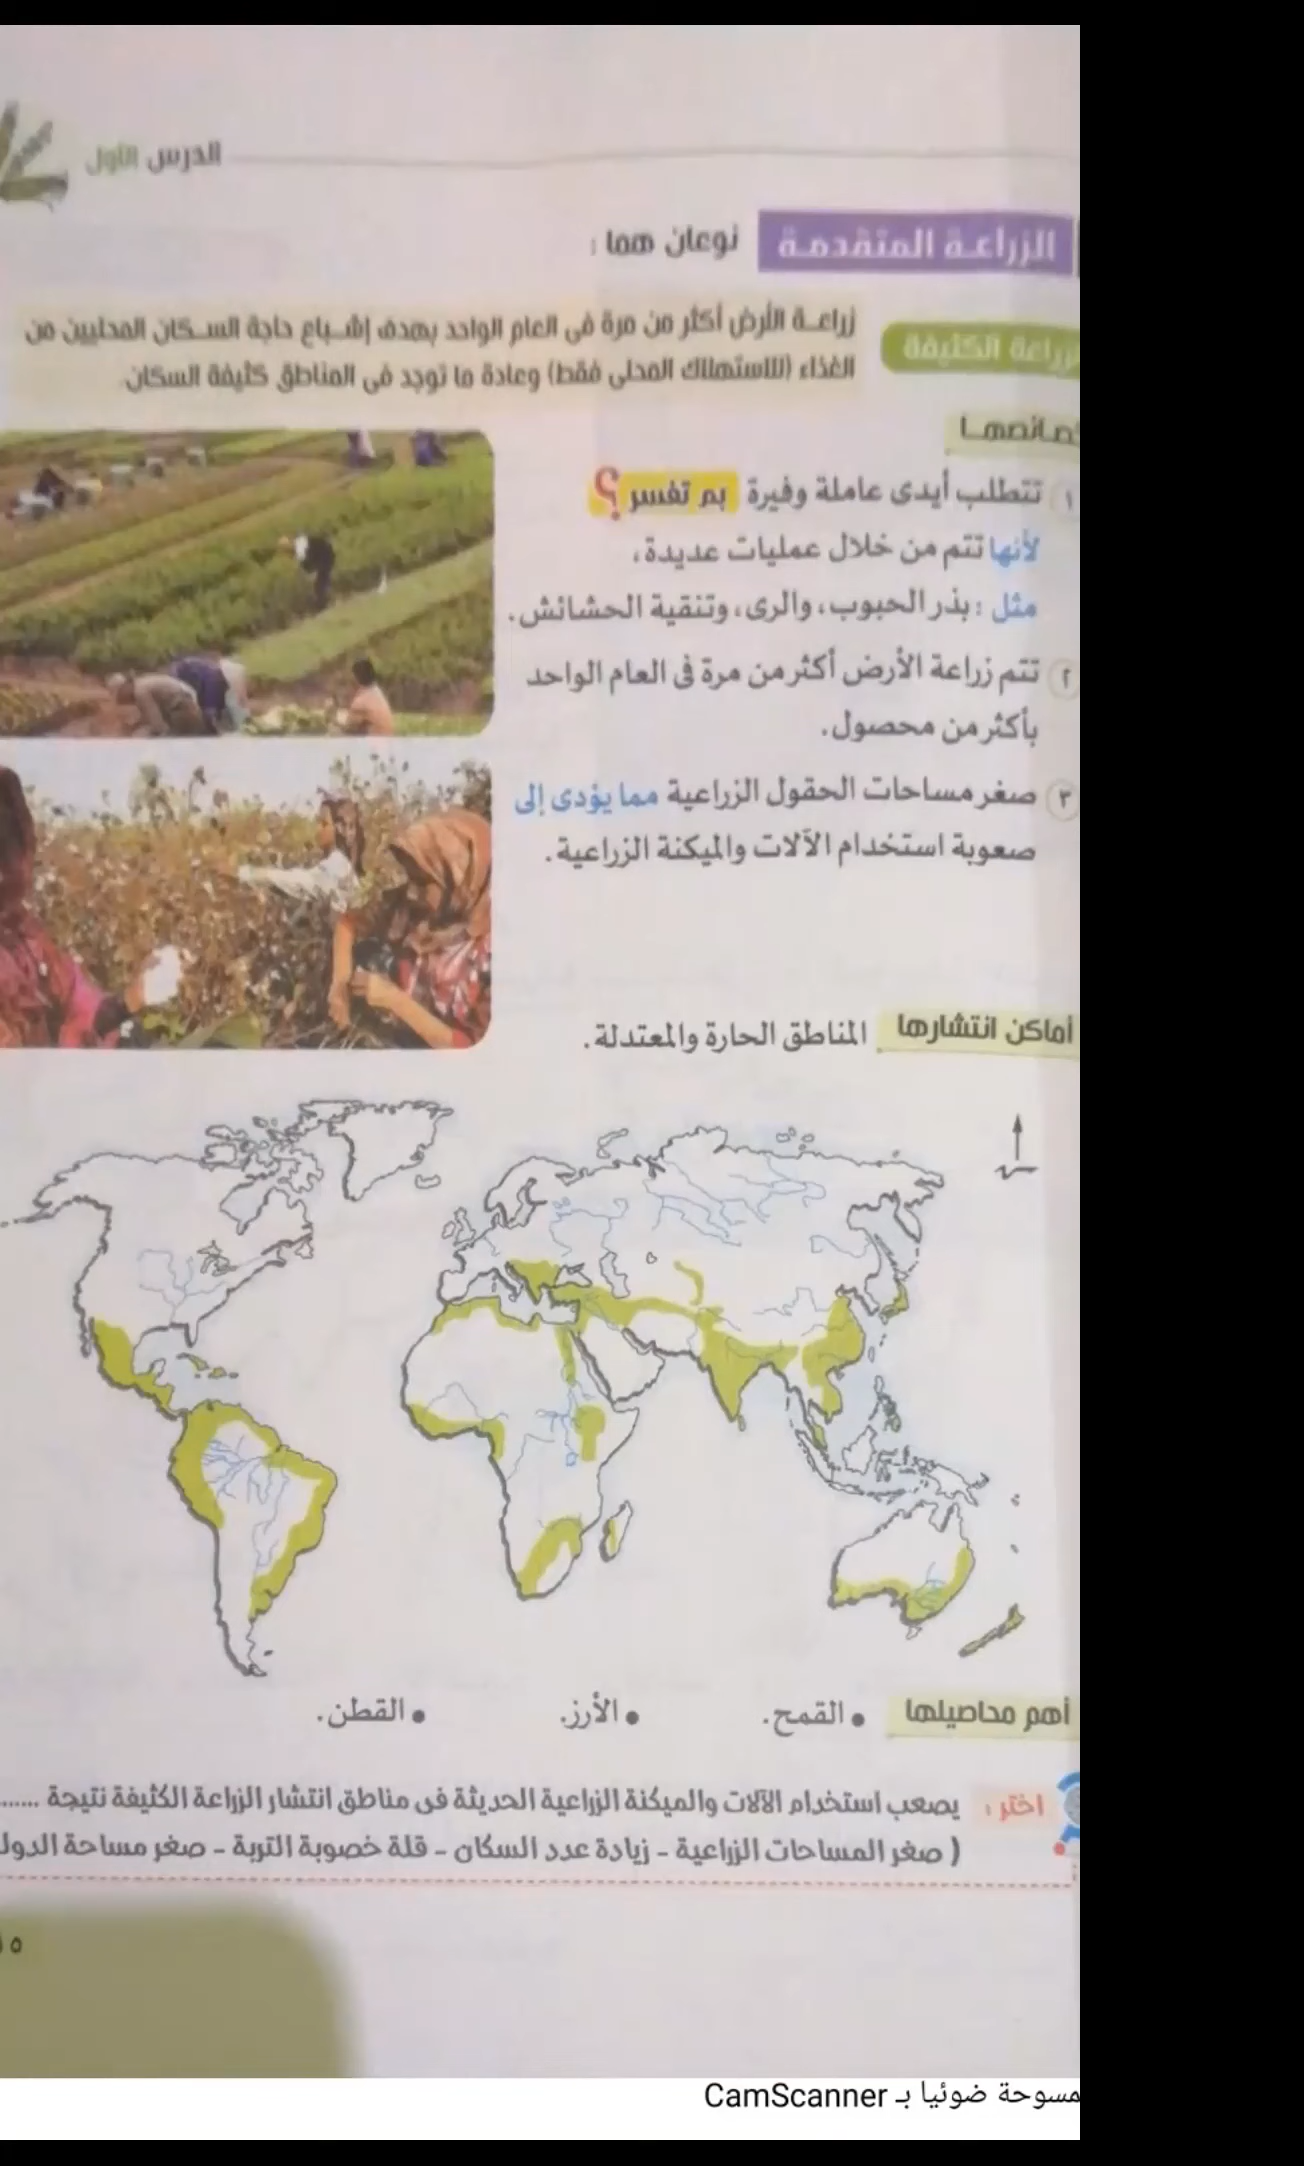 الدرس الأول
الزراعة المتقدمة نوعان هما :
زراعة الأرض أكثر من مرة فى العام الواحد بهدف إشباع حاجة السكان المحليين من
الكثيفة
الغذاء (للاستهلاك المحلى فقط) وعادة ما توجد فى المناطق كثيفة السكان.
١ تتطلب أيدى عاملة وفيرة بم تفسر؟
لأنها تتم من خلال عمليات عديدة،
مثل : بذر الحبوب، والرى، وتنقية الحشائش.
٢ تتم زراعة الأرض أكثر من مرة فى العام الواحد
بأكثر من محصول.
٣ صغر مساحات الحقول الزراعية مما يؤدى إلى
صعوبة استخدام الآلات والميكنة الزراعية.
أماكن انتشارها المناطق الحارة والمعتدلة.
أهم محاصيلها • القمح. • الأرز. • القطن.
اختر : يصعب استخدام الآلات والميكنة الزراعية الحديثة فى مناطق انتشار الزراعة الكثيفة نتيجة ......
( صغر المساحات الزراعية - زيادة عدد السكان - قلة خصوبة التربة - صغر مساحة
ضوئيا بـ CamScanner